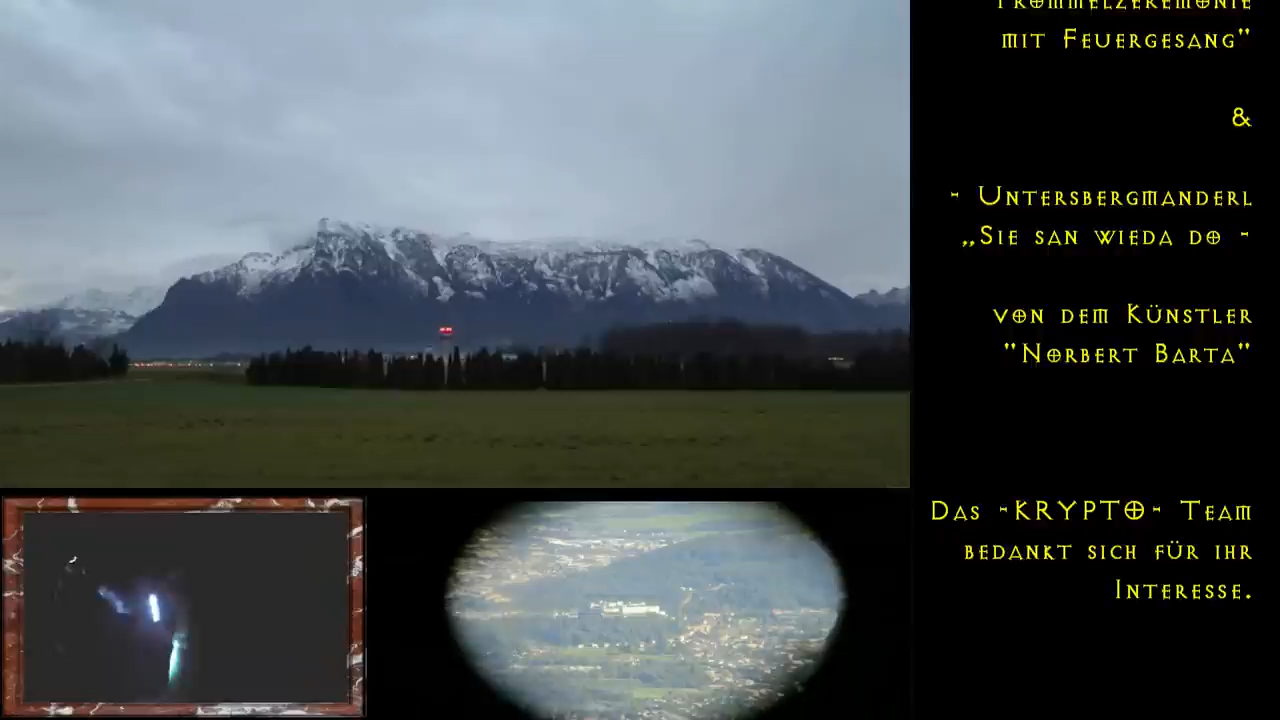 Trommelzeremonie
mit Feuergesang"
&
- Untersbergmanderl
„Sie san wieda do -
von dem Künstler
"Norbert Barta"
Das -KRYPTO- Team
bedankt sich für ihr
Interesse.